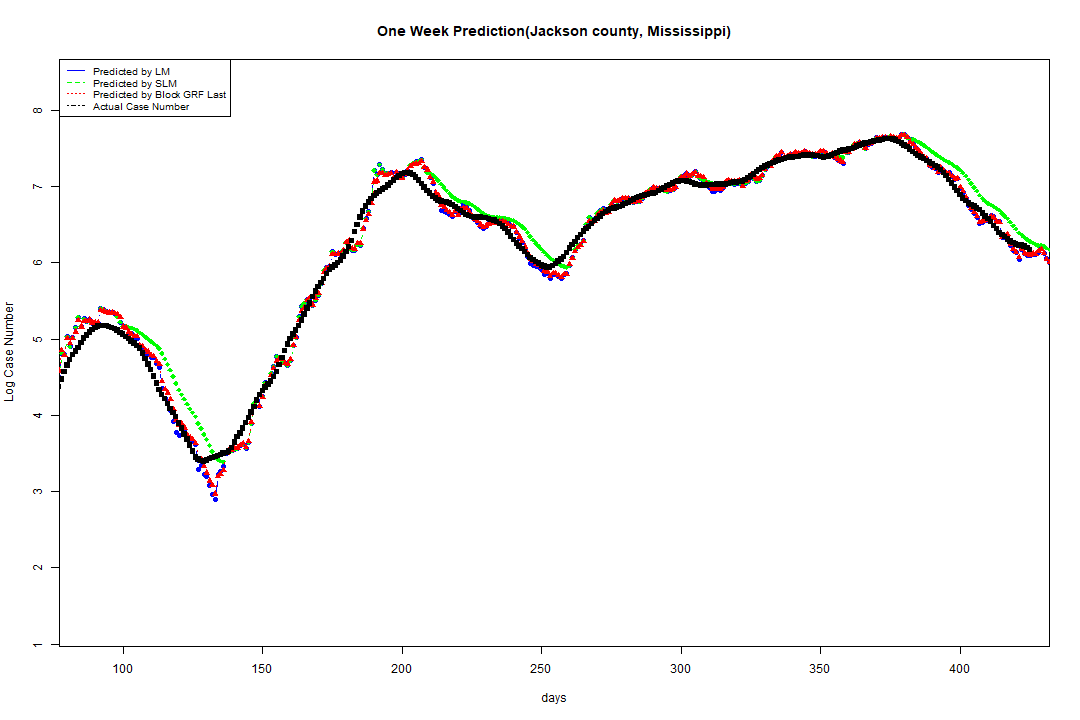 One Week Prediction(Jackson county, Mississippi)
Predicted by LM
Predicted by SLM
Predicted by Block GRF Last
Actual Case Number
8
7
6
5
4
3
2
1
Log Case Number
100 150 200 250 300 350 400
days